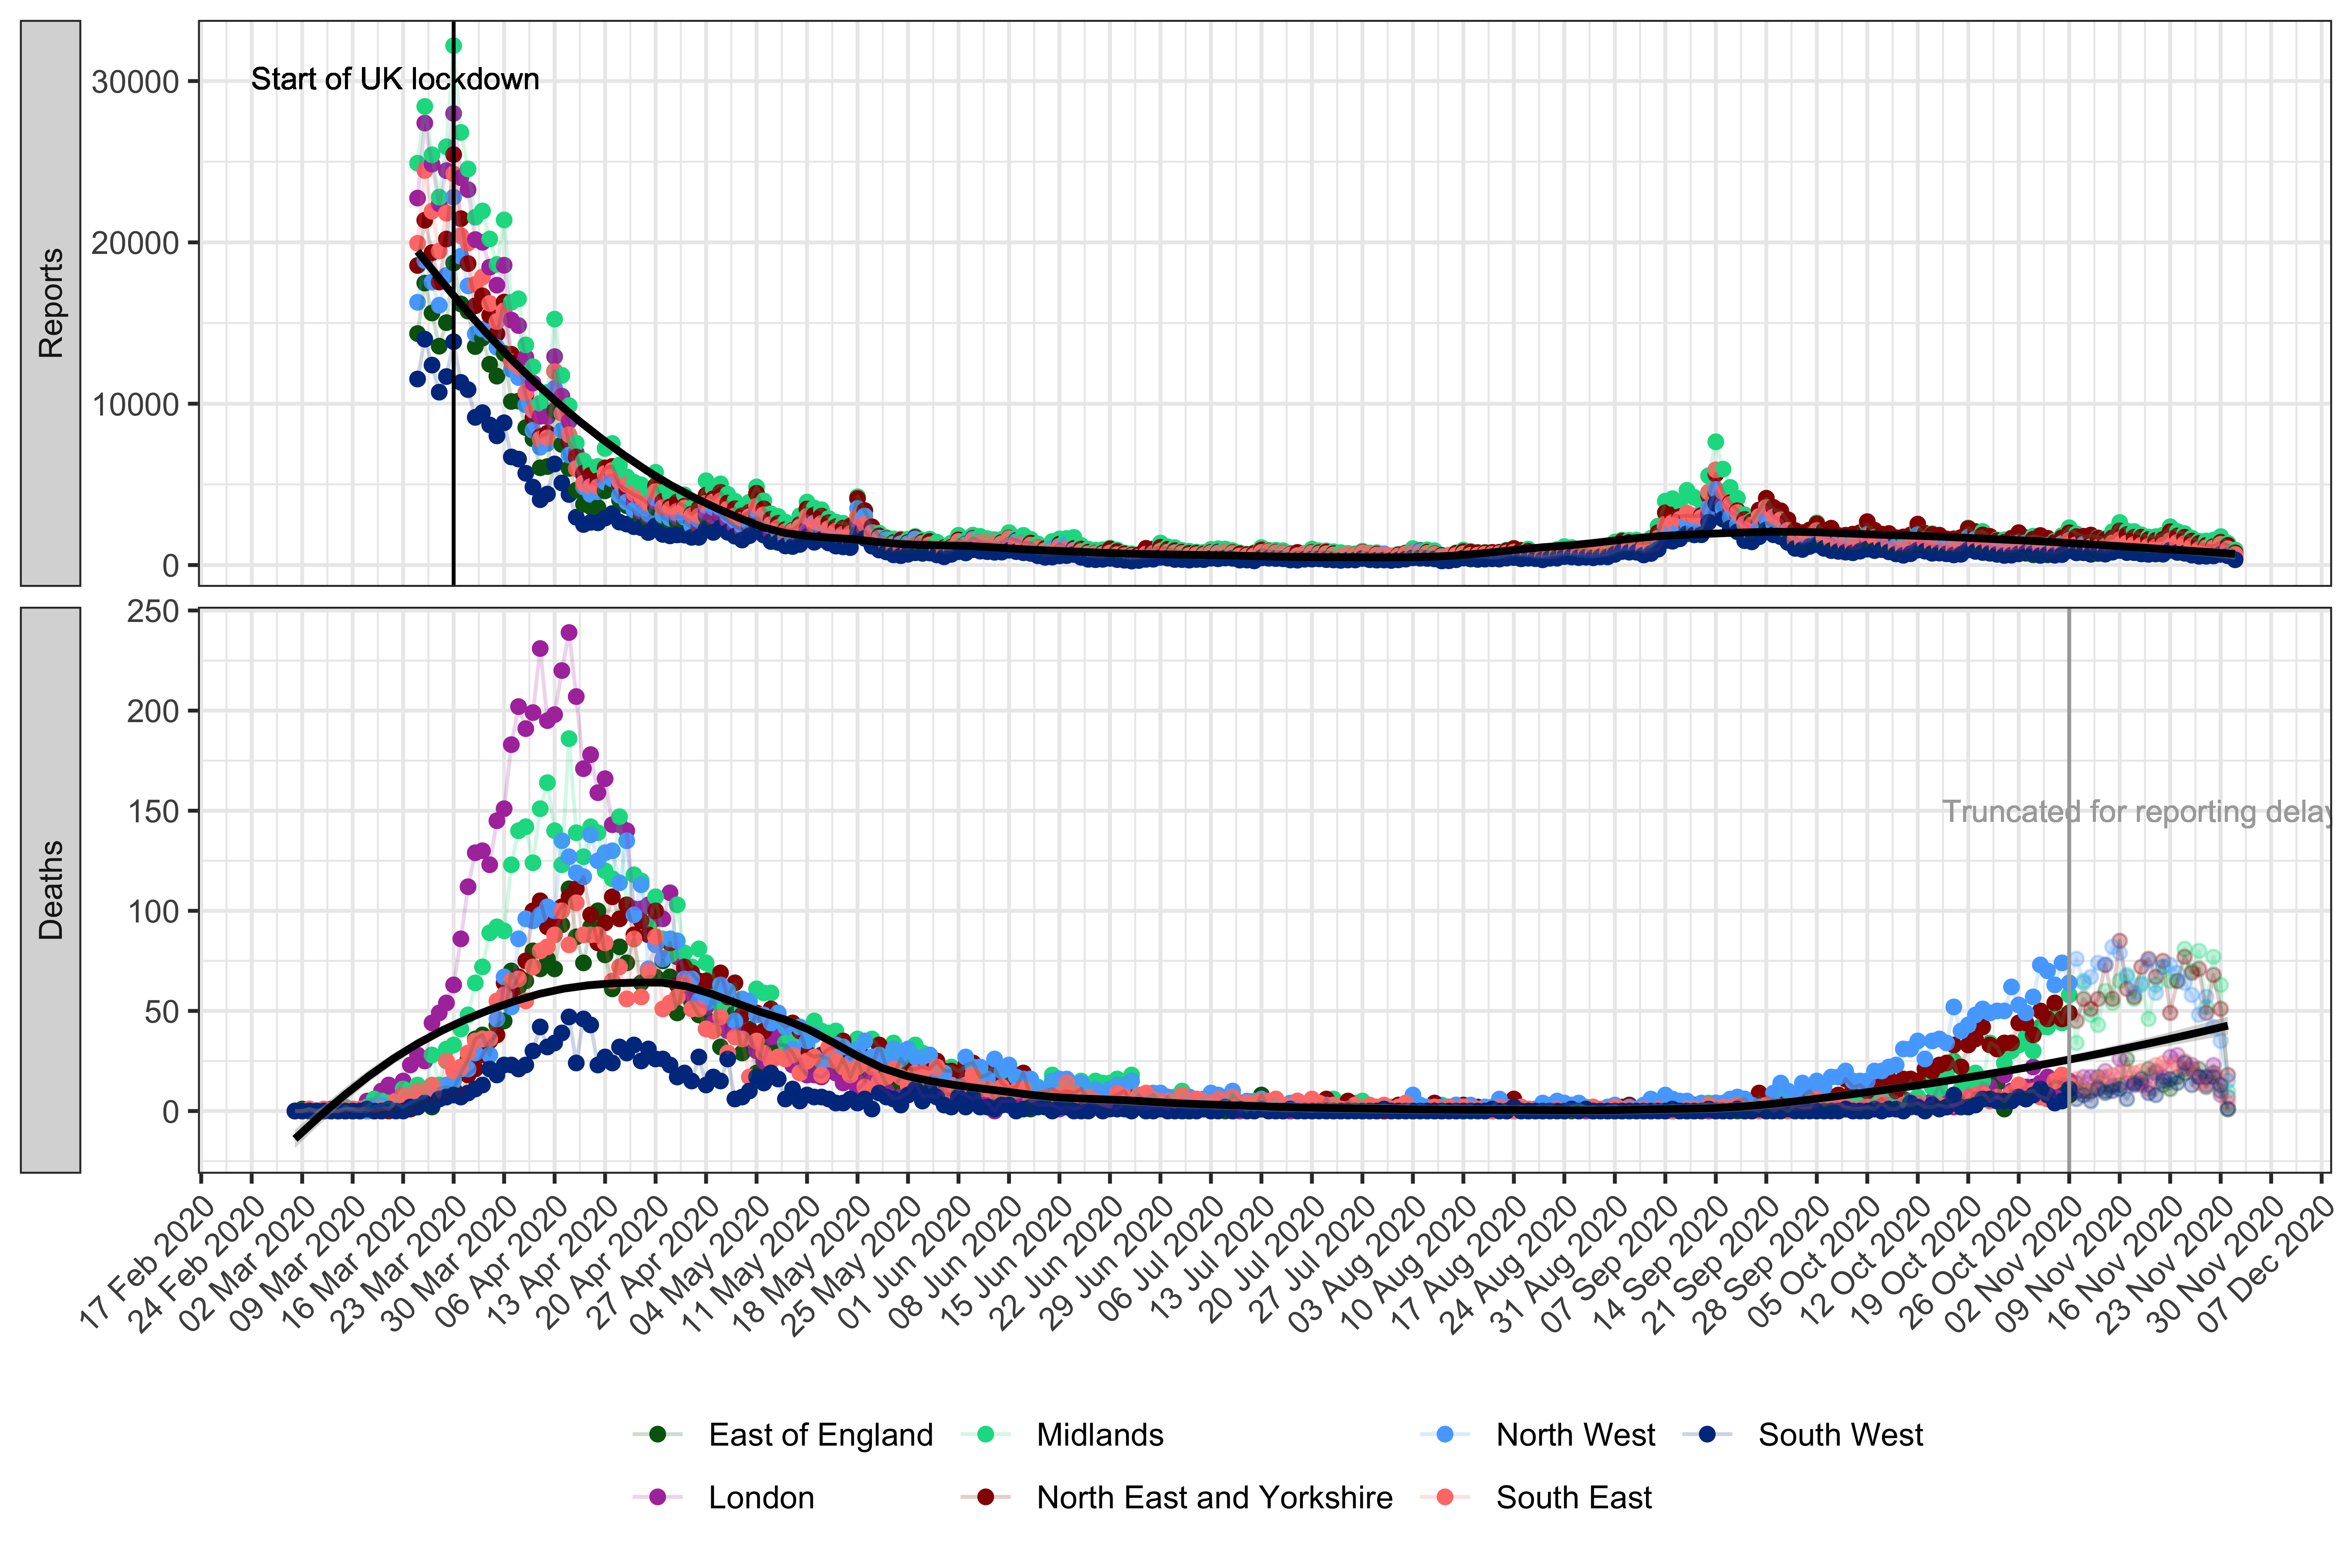 Reports
30000
20000
10000
0
Start of UK lockdown
Deaths
250
200
150
100
50
0
Truncated for reporting delay
17 Feb 2020
24 Feb 2020
02 Mar 2020
09 Mar 2020
16 Mar 2020
23 Mar 2020
30 Mar 2020
06 Apr 2020
13 Apr 2020
20 Apr 2020
27 Apr 2020
04 May 2020
11 May 2020
18 May 2020
25 May 2020
01 Jun 2020
08 Jun 2020
15 Jun 2020
22 Jun 2020
29 Jun 2020
06 Jul 2020
13 Jul 2020
20 Jul 2020
27 Jul 2020
03 Aug 2020
10 Aug 2020
17 Aug 2020
24 Aug 2020
31 Aug 2020
07 Sep 2020
14 Sep 2020
21 Sep 2020
28 Sep 2020
05 Oct 2020
12 Oct 2020
19 Oct 2020
26 Oct 2020
02 Nov 2020
09 Nov 2020
16 Nov 2020
23 Nov 2020
30 Nov 2020
07 Dec 2020
East of England
Midlands
North West
South West
London
North East and Yorkshire
South East